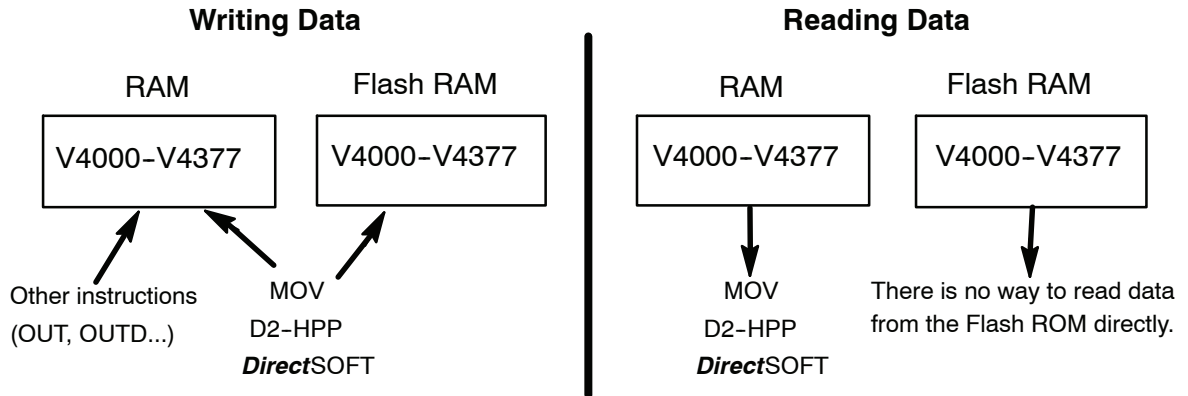 Writing Data
RAM
Flash RAM
V4000-V4377
V4000-V4377
Other instructions
(OUT, OUTD...)
MOV
D2-HPP
DirectSOFT
Reading Data
RAM
Flash RAM
V4000-V4377
V4000-V4377
MOV
D2-HPP
DirectSOFT
There is no way to read data
from the Flash ROM directly.